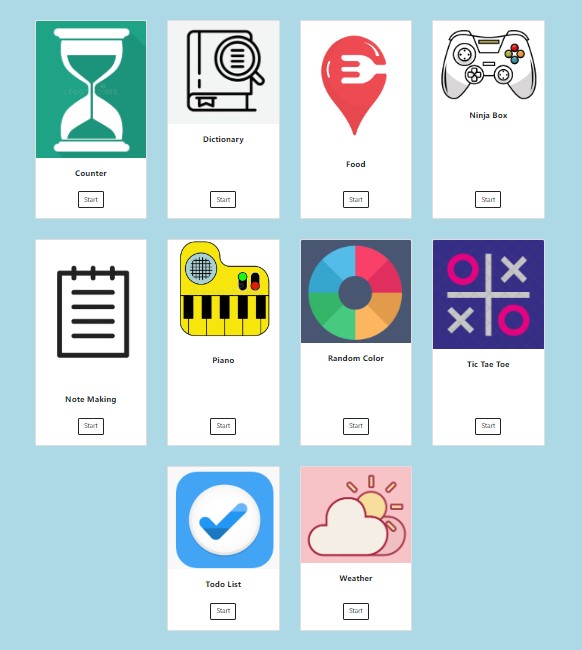 Counter
Start
Dictionary
Start
Food
Start
Ninja Box
Start
Note Making
Start
Piano
Start
Random Color
Start
Tic Tae Toe
Start
Todo List
Start
Weather
Start